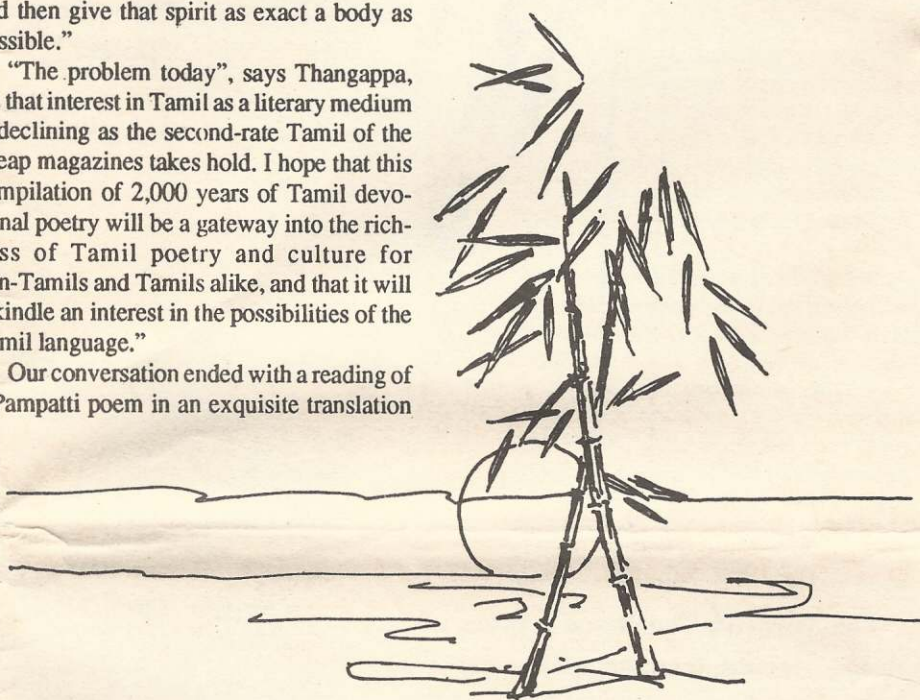 d then give that spirit as exact a body as
ssible.”
“The problem today”, says Thangappa,
that interest in Tamil as a literary medium
declining as the second-rate Tamil of the
eap magazines takes hold. I hope that this
mpilation of 2,000 years of Tamil devo-
nal poetry will be a gateway into the rich-
ss of Tamil poetry and culture for
n-Tamils and Tamils alike, and that it will
kindle an interest in the possibilities of the
mil language.”
Our conversation ended with a reading of
Pampatti poem in an exquisite translation